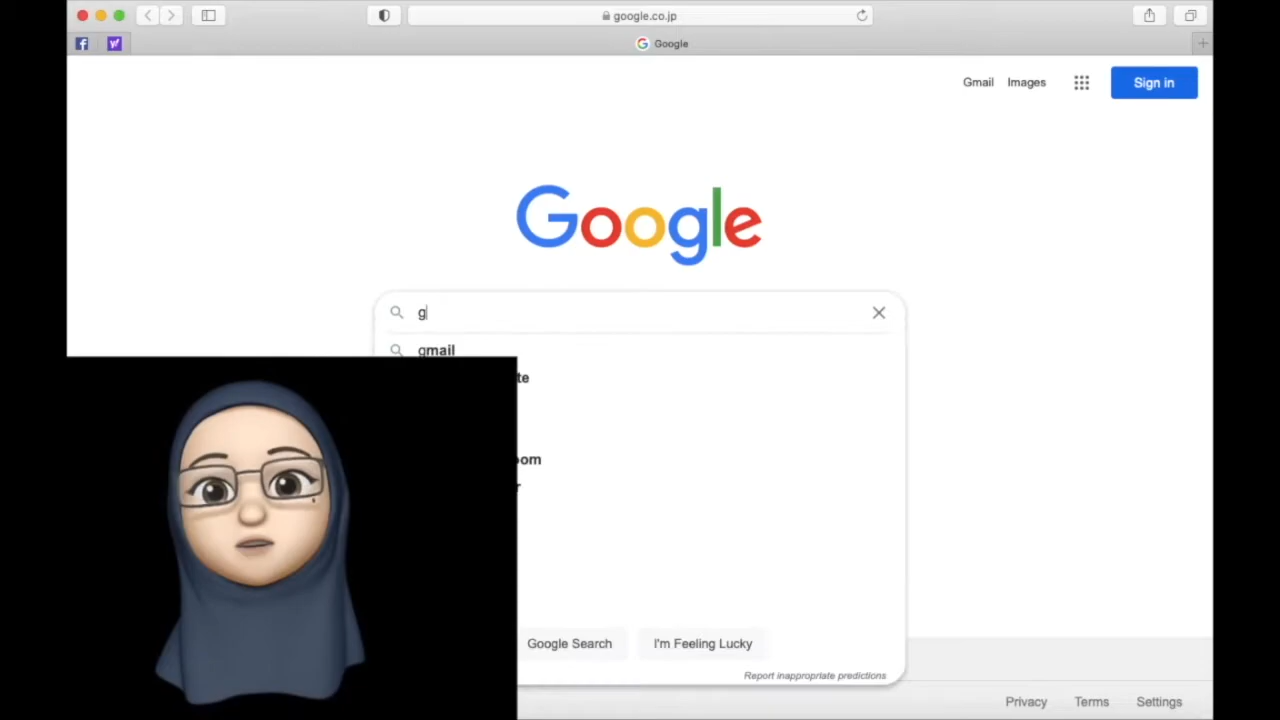 google.co.jp
Google
Gmail Images Sign in
Google
g
gmail
te
oom
r
Google Search I'm Feeling Lucky
Report inappropriate predictions
Privacy Terms Settings